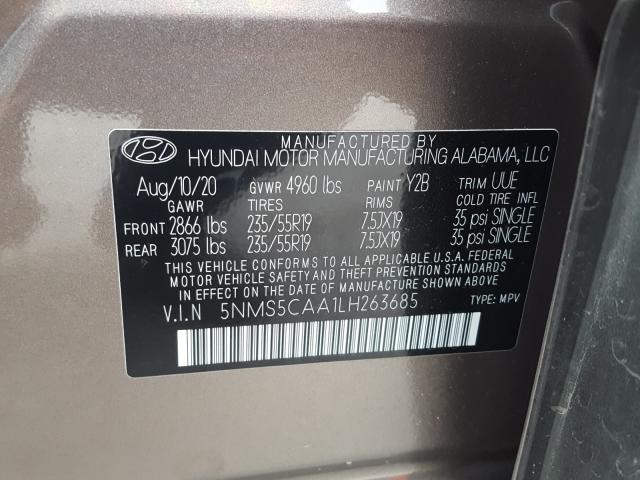 MANUFACTURED BY
HYUNDAI MOTOR MANUFACTURING ALABAMA, LLC
Aug/10/20 GVWR 4960 lbs PAINT Y2B TRIM UUE
GAWR TIRES RIMS COLD TIRE INFL
FRONT 2866 lbs 235/55R19 7.5JX19 35 psi SINGLE
REAR 3075 lbs 235/55R19 7.5JX19 35 psi SINGLE
THIS VEHICLE CONFORMS TO ALL APPLICABLE U.S.A. FEDERAL
MOTOR VEHICLE SAFETY AND THEFT PREVENTION STANDARDS
IN EFFECT ON THE DATE OF MANUFACTURE SHOWN ABOVE.
V.I.N 5NMS5CAA1LH263685 TYPE: MPV